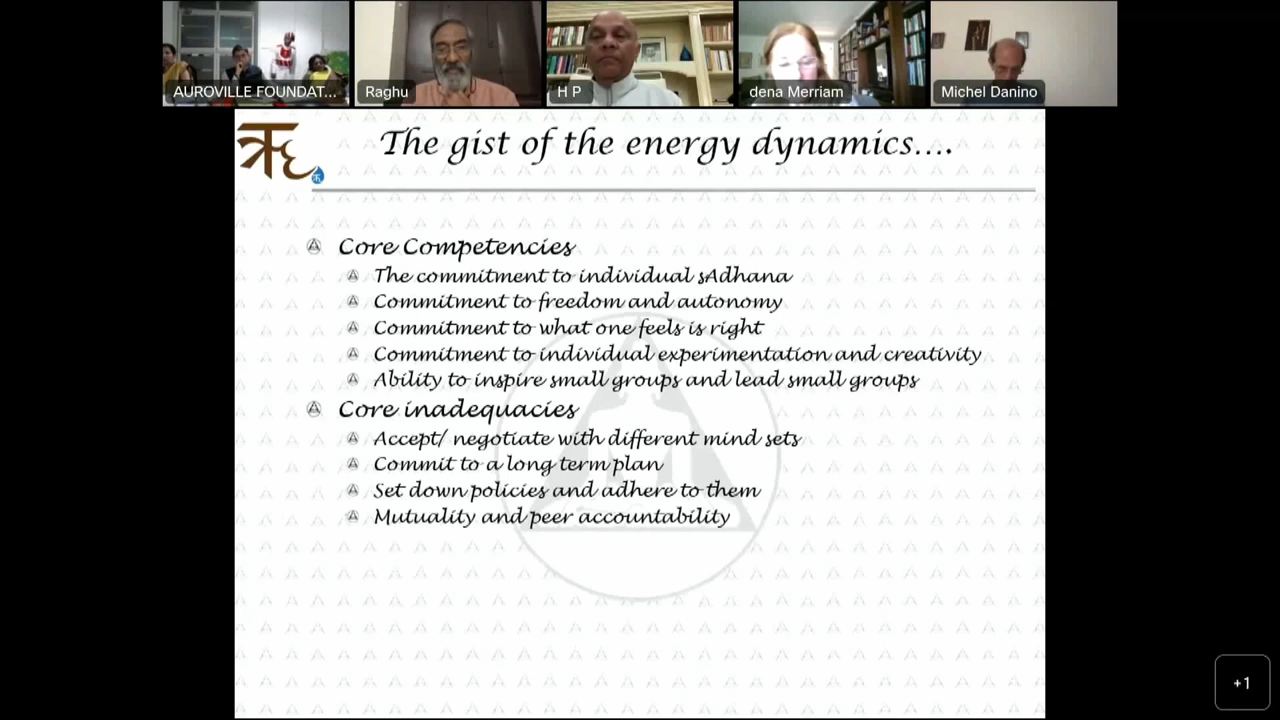 AUROVILLE FOUNDAT...
Raghu
H P
dena Merriam
Michel Danino
ऋ
The gist of the energy dynamics....
Core Competencies
The commitment to individual sAdhana
Commitment to freedom and autonomy
Commitment to what one feels is right
Commitment to individual experimentation and creativity
Ability to inspire small groups and lead small groups
Core inadequacies
Accept/ negotiate with different mind sets
Commit to a long term plan
Set down policies and adhere to them
Mutuality and peer accountability
+1